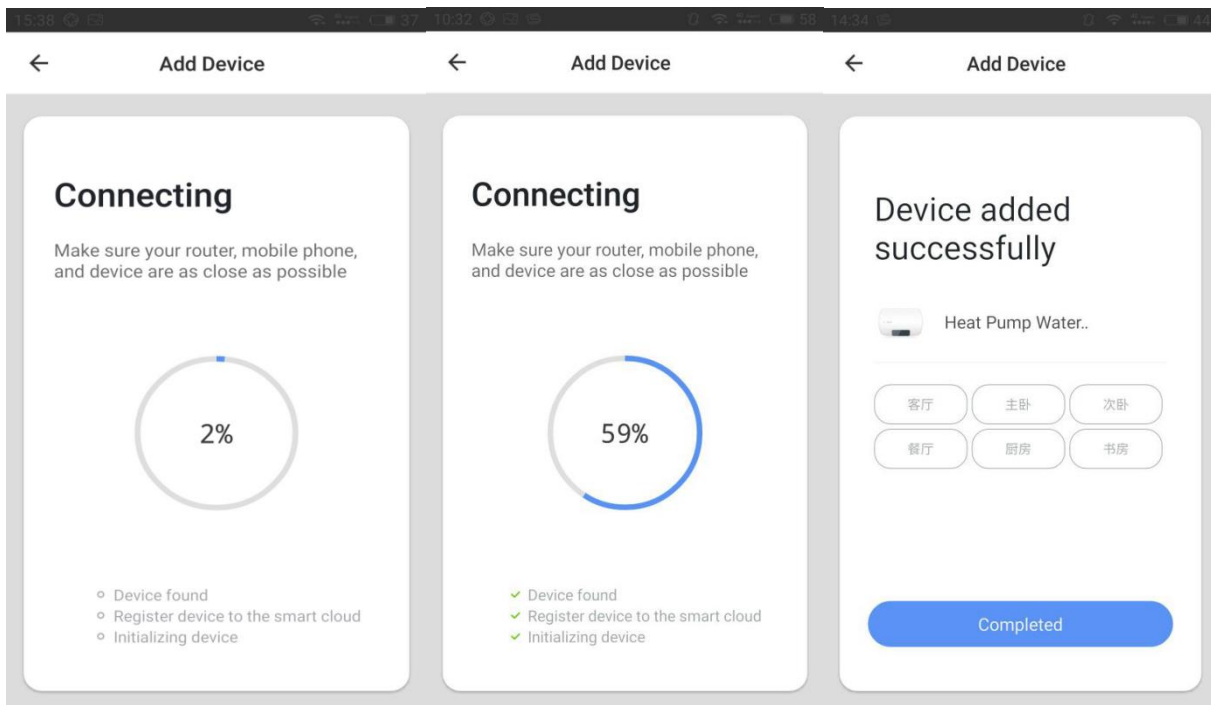 15:38
37
Add Device
Connecting
Make sure your router, mobile phone,
and device are as close as possible
2%
Device found
Register device to the smart cloud
Initializing device
10:32
58
Add Device
Connecting
Make sure your router, mobile phone,
and device are as close as possible
59%
Device found
Register device to the smart cloud
Initializing device
14:34
44
Add Device
Device added
successfully
Heat Pump Water..
客厅 主卧 次卧
餐厅 厨房 书房
Completed